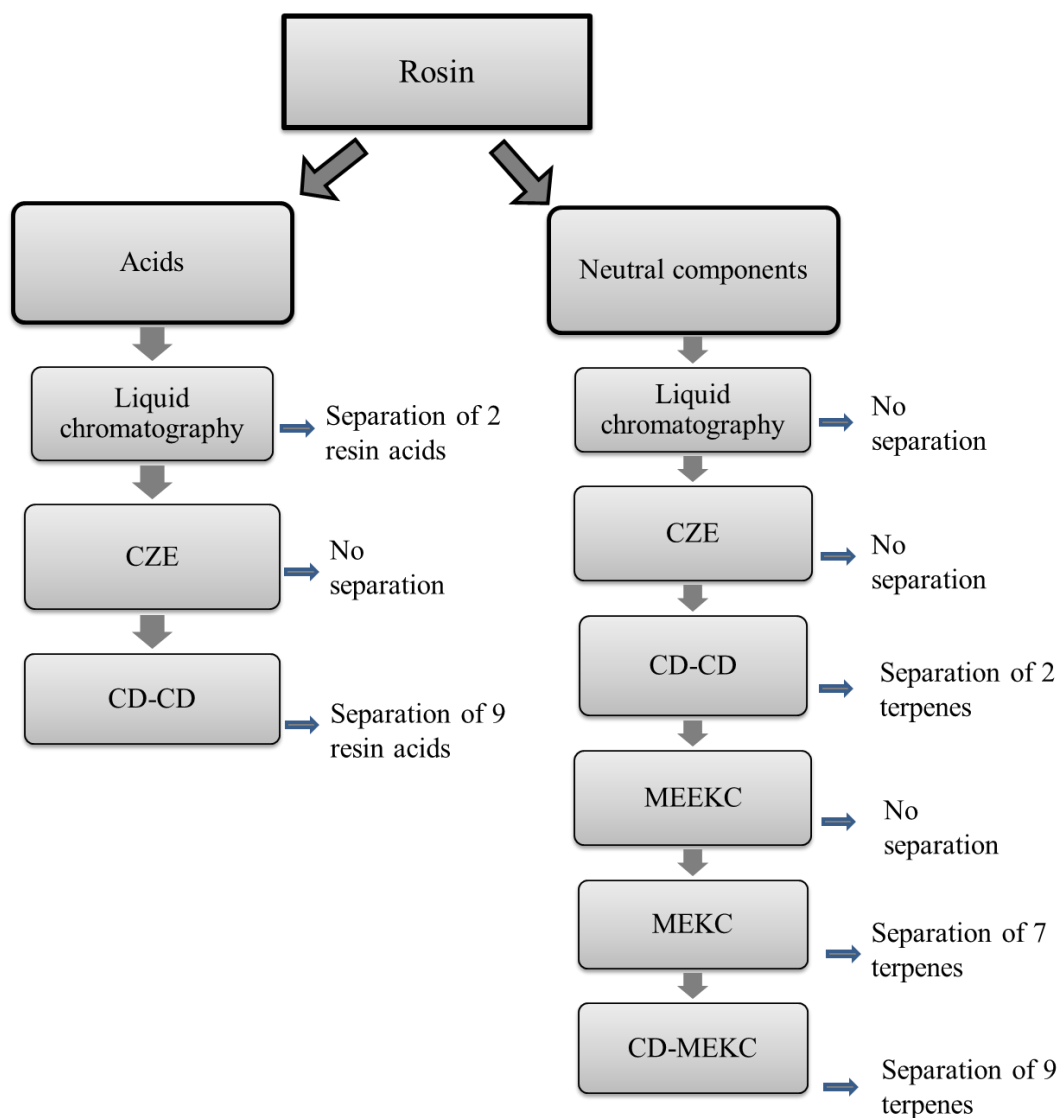 Rosin
Acids
Liquid
chromatography
Separation of 2
resin acids
CZE
No
separation
CD-CD
Separation of 9
resin acids
Neutral components
Liquid
chromatography
No
separation
CZE
No
separation
CD-CD
Separation of 2
terpenes
MEEKC
No
separation
MEKC
Separation of 7
terpenes
CD-MEKC
Separation of 9
terpenes